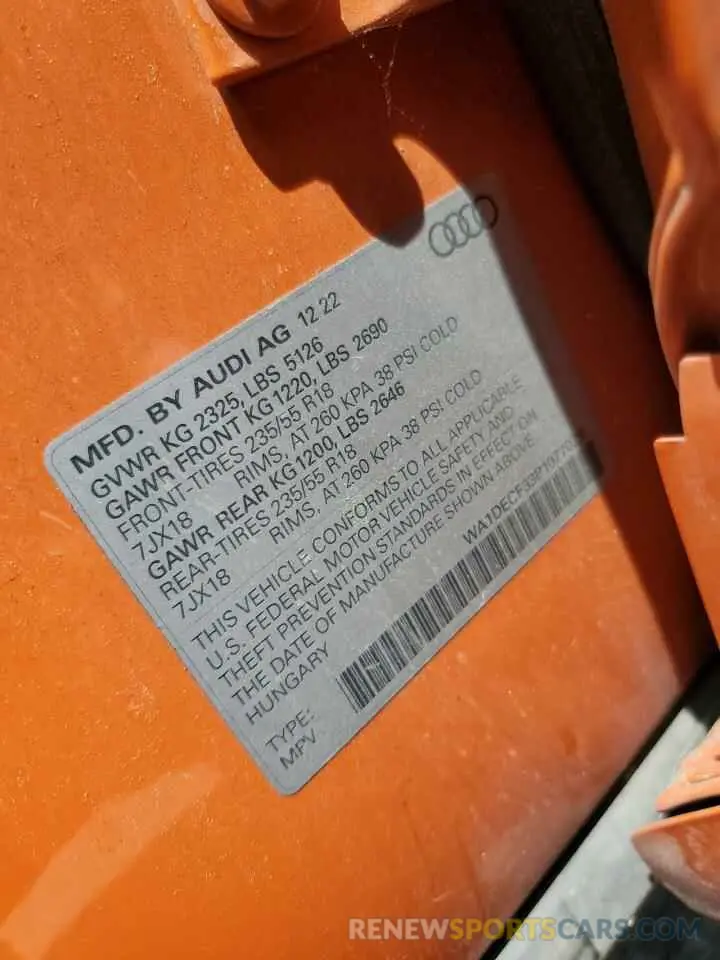 MFD. BY AUDI AG 12 22
GVWR KG 2325, LBS 5126
GAWR FRONT KG 1220, LBS 2690
FRONT-TIRES 235/55 R18
7JX18 RIMS, AT 260 KPA 38 PSI COLD
GAWR REAR KG1200, LBS 2646
REAR-TIRES 235/55 R18
7JX18 RIMS, AT 260 KPA 38 PSI COLD
THIS VEHICLE CONFORMS TO ALL APPLICABLE
U.S. FEDERAL MOTOR VEHICLE SAFETY AND
THEFT PREVENTION STANDARDS IN EFFECT ON
THE DATE OF MANUFACTURE SHOWN ABOVE.
HUNGARY
TYPE:
MPV
RENEWSPORTSCARS.COM